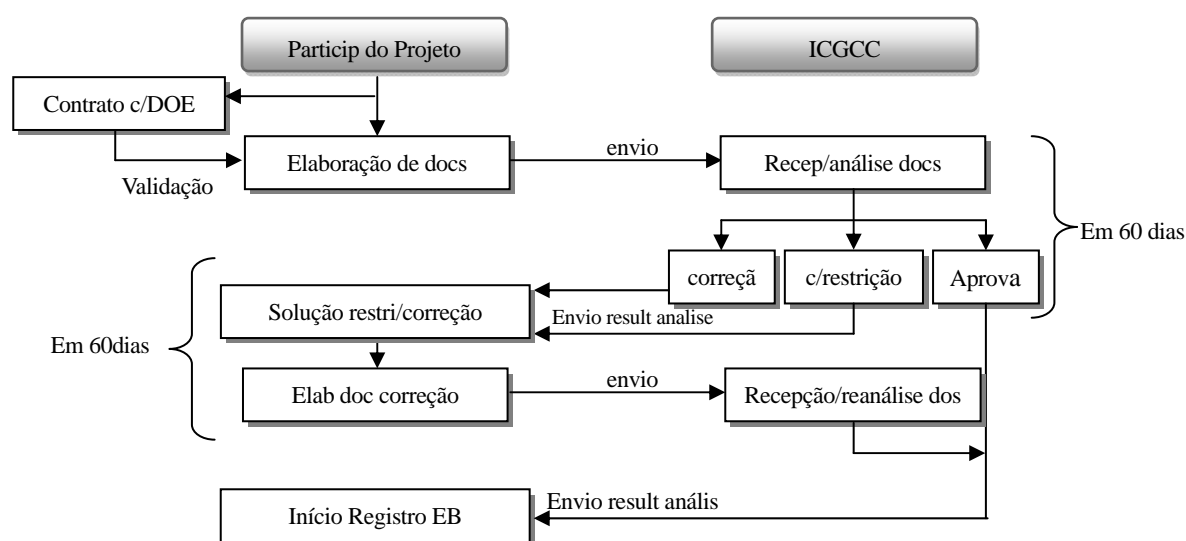 Particip do Projeto
ICGCC
Contrato c/DOE
Elaboração de docs
envio
Recep/análise docs
Validação
Em 60 dias
correçã
c/restrição
Aprova
Solução restri/correção
Envio result analise
Em 60dias
Elab doc correção
envio
Recepção/reanálise dos
Início Registro EB
Envio result anális